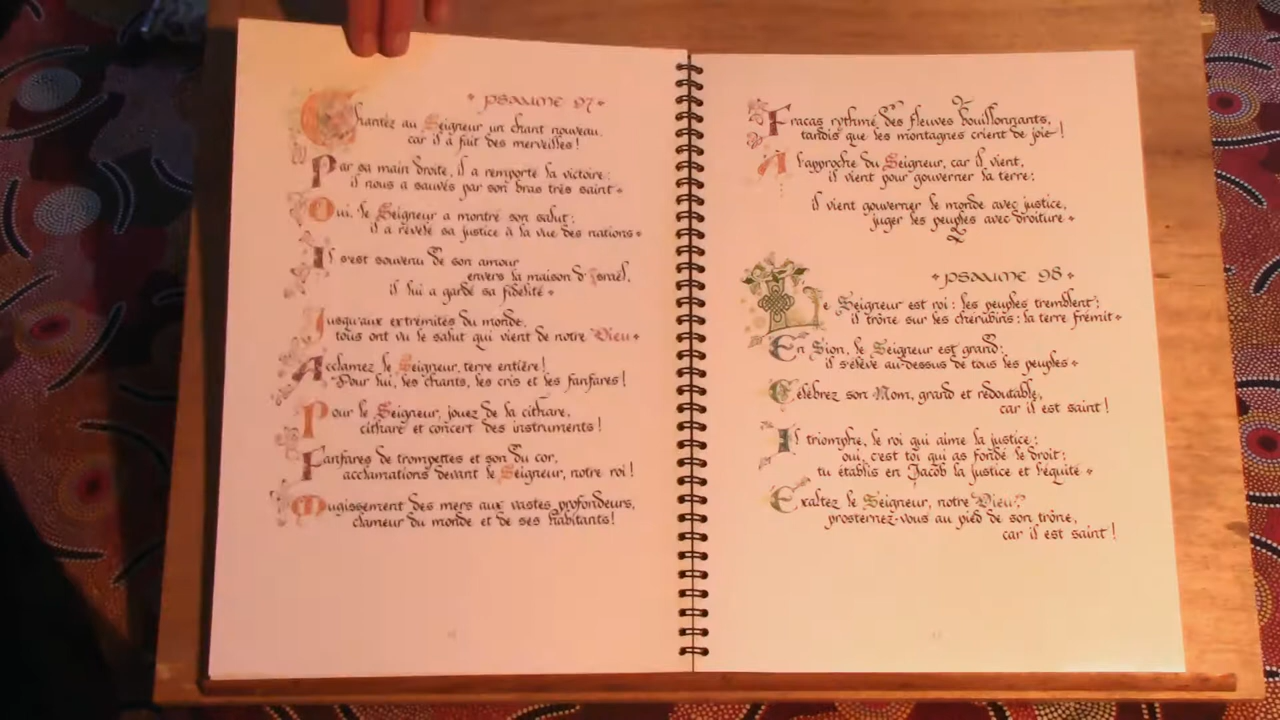 PSAUME 97
Chantez au Seigneur un chant nouveau,
car il a fait des merveilles !
Par sa main droite, il a remporté la victoire :
il nous a sauvés par son bras très saint
Oui, le Seigneur a montré son salut ;
il a révélé sa justice à la vue des nations
Il s'est souvenu de son amour
envers la maison d'Israël,
il lui a gardé sa fidélité
Jusqu'aux extrémités du monde,
tous ont vu le salut qui vient de notre Dieu
Acclamez le Seigneur, terre entière !
Pour lui, les chants, les cris et les fanfares !
Pour le Seigneur, jouez de la cithare,
cithare et concert des instruments !
Fanfares de trompettes et son du cor,
acclamations devant le Seigneur, notre roi !
Mugissement des mers aux vastes profondeurs,
clameur du monde et de ses habitants !
Fracas rythmé des fleuves bouillonnants,
tandis que les montagnes crient de joie !
A l'approche du Seigneur, car il vient,
il vient pour gouverner la terre ;
il vient gouverner le monde avec justice,
juger les peuples avec droiture
PSAUME 98
Le Seigneur est roi : les peuples tremblent ;
il trône sur les chérubins : la terre frémit
En Sion, le Seigneur est grand ;
il s'élève au-dessus de tous les peuples
Célébrez son Nom, grand et redoutable,
car il est saint !
Il triomphe, le roi qui aime la justice ;
oui, c'est toi qui as fondé le droit ;
tu établis en Jacob la justice et l'équité
Exaltez le Seigneur, notre Dieu ;
prosternez-vous au pied de son trône,
car il est saint !